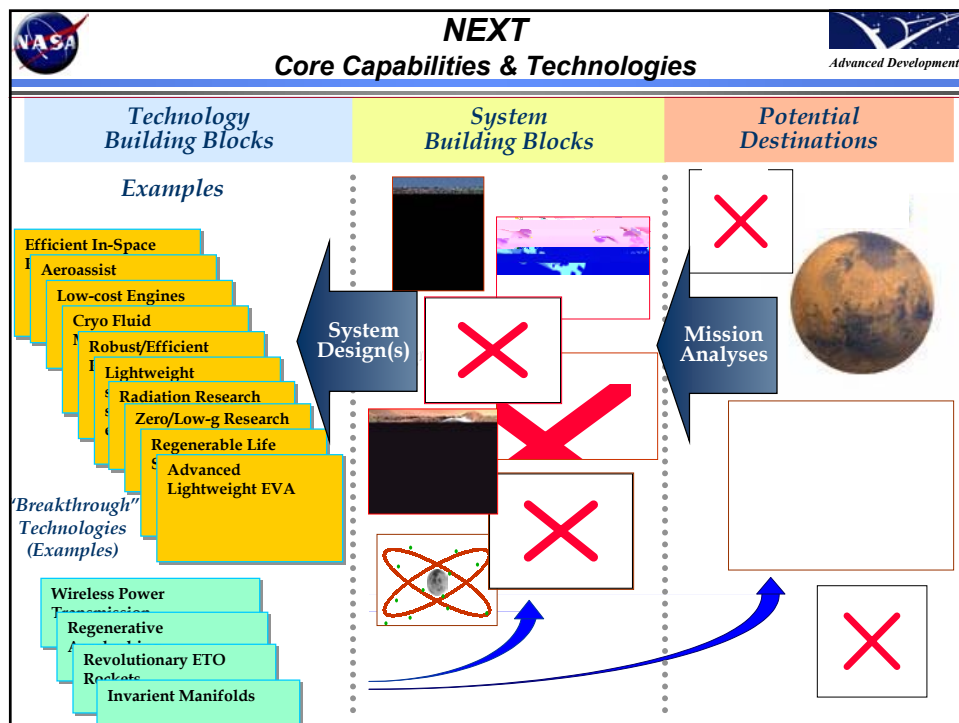 NASA
NEXT
Core Capabilities & Technologies
Advanced Development
Technology
Building Blocks
System
Building Blocks
Potential
Destinations
Examples
Efficient In-Space
Aeroassist
Low-cost Engines
Cryo Fluid
Robust/Efficient
Lightweight
Radiation Research
Zero/Low-g Research
Regenerable Life
Advanced
Lightweight EVA
System
Design(s)
Mission
Analyses
"Breakthrough"
Technologies
(Examples)
Wireless Power
Transmission
Regenerative
Revolutionary ETO
Rockets
Invarient Manifolds